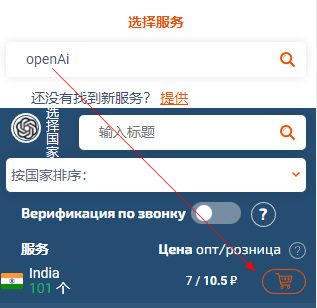 选择服务
openAi
还没有找到新服务? 提供
选择国家
输入标题
按国家排序:
Верификация по звонку ?
服务 Цена опт/розница ?
India
101 个 7 / 10.5 ₽